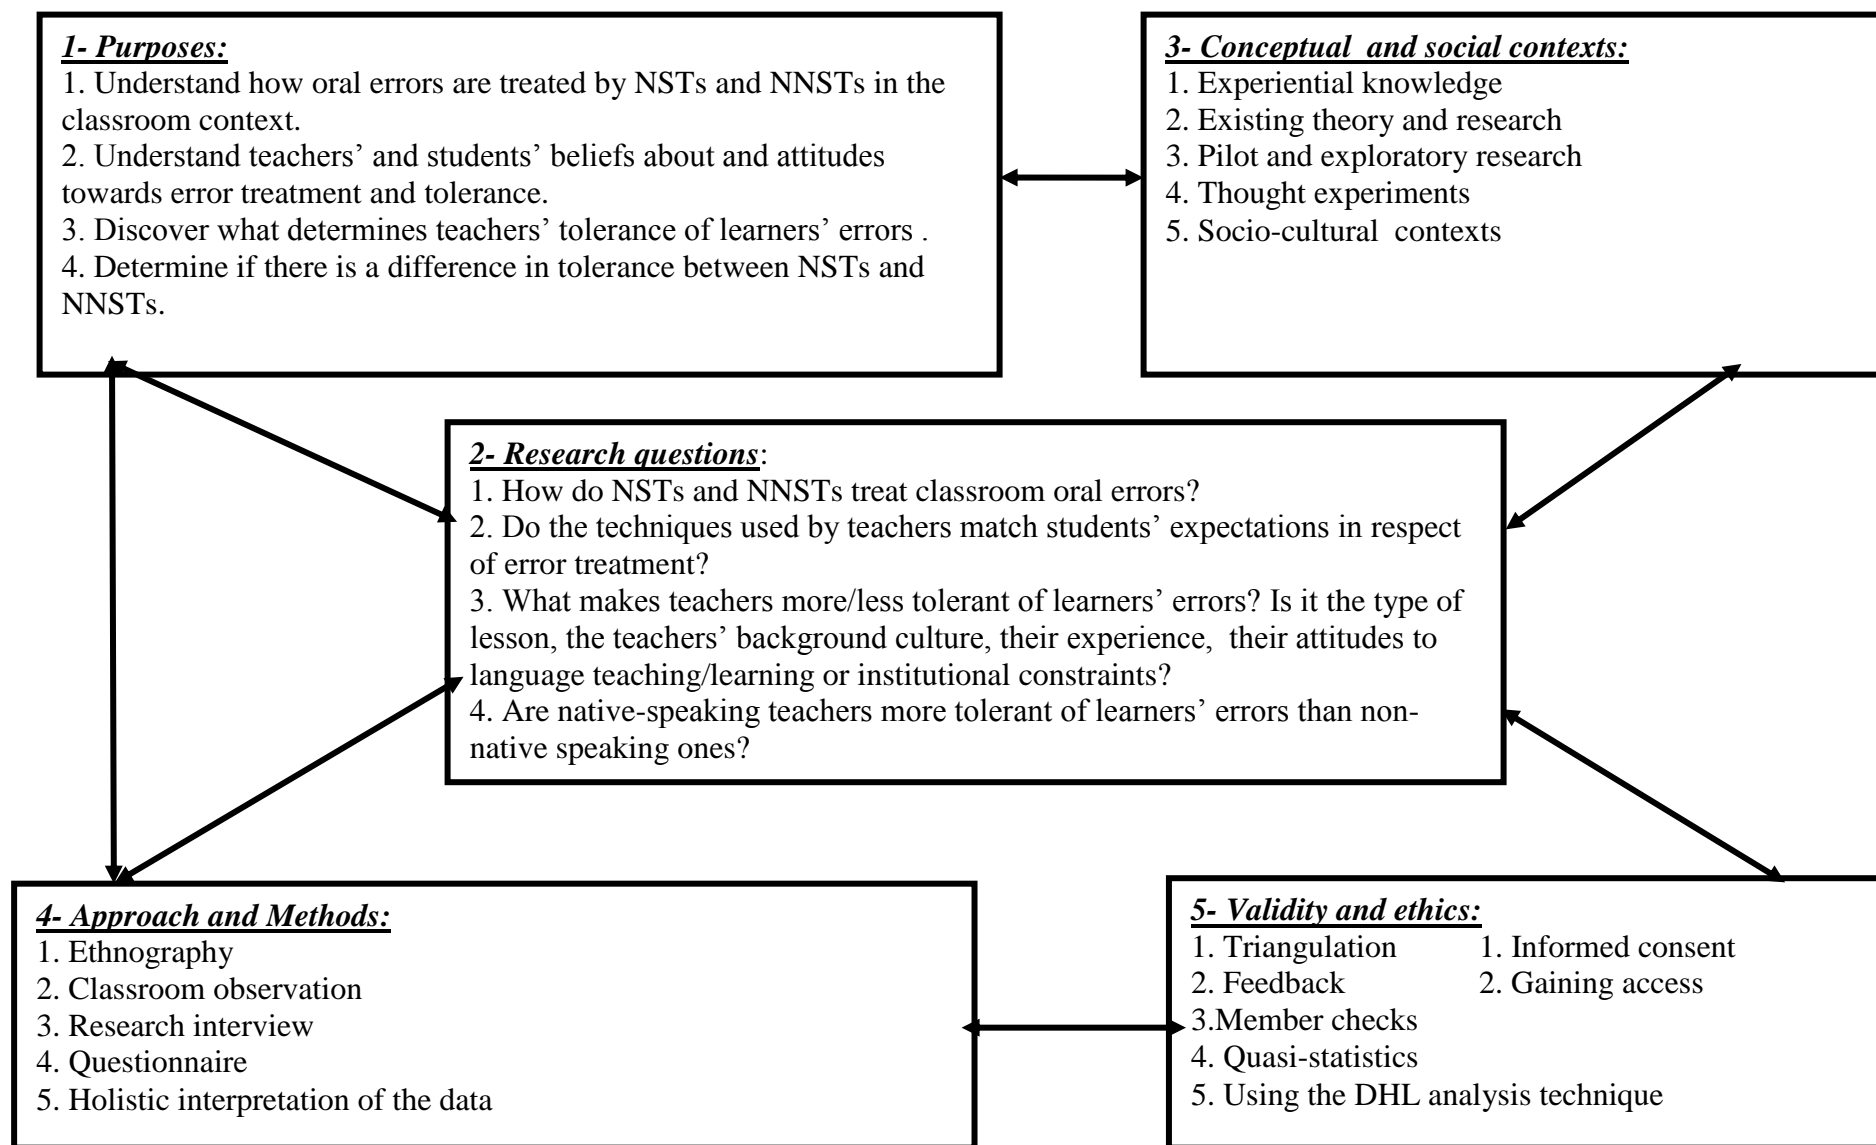 1- Purposes:
1. Understand how oral errors are treated by NSTs and NNSTs in the
classroom context.
2. Understand teachers’ and students’ beliefs about and attitudes
towards error treatment and tolerance.
3. Discover what determines teachers’ tolerance of learners’ errors .
4. Determine if there is a difference in tolerance between NSTs and
NNSTs.
3- Conceptual and social contexts:
1. Experiential knowledge
2. Existing theory and research
3. Pilot and exploratory research
4. Thought experiments
5. Socio-cultural contexts
2- Research questions:
1. How do NSTs and NNSTs treat classroom oral errors?
2. Do the techniques used by teachers match students’ expectations in respect
of error treatment?
3. What makes teachers more/less tolerant of learners’ errors? Is it the type of
lesson, the teachers’ background culture, their experience, their attitudes to
language teaching/learning or institutional constraints?
4. Are native-speaking teachers more tolerant of learners’ errors than non-
native speaking ones?
4- Approach and Methods:
1. Ethnography
2. Classroom observation
3. Research interview
4. Questionnaire
5. Holistic interpretation of the data
5- Validity and ethics:
1. Triangulation 1. Informed consent
2. Feedback 2. Gaining access
3.Member checks
4. Quasi-statistics
5. Using the DHL analysis technique